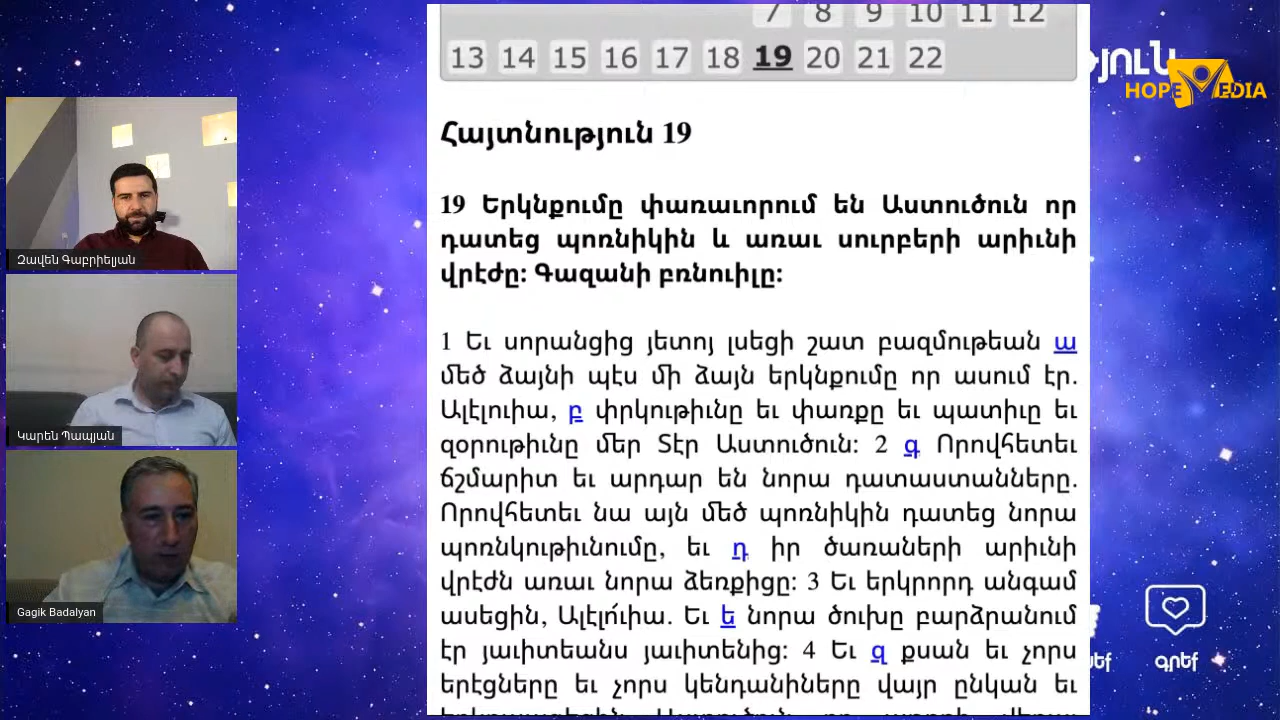 7 8 9 10 11 12
13 14 15 16 17 18 19 20 21 22
HOPE MEDIA
Հայտնություն 19
19 Երկնքումը փառաւորում են Աստուծուն որ
դատեց պոռնիկին և առաւ սուրբերի արիւնի
վրէժը: Գազանի բռնուիլը:
1 Եւ սորանցից յետոյ լսեցի շատ բազմութեան ա
մեծ ձայնի պէս մի ձայն երկնքումը որ ասում էր.
Ալէլուիա, բ փրկութիւնը եւ փառքը եւ պատիւը եւ
զօրութիւնը մեր Տէր Աստուծուն: 2 գ Որովհետեւ
ճշմարիտ եւ արդար են նորա դատաստանները.
Որովհետեւ նա այն մեծ պոռնիկին դատեց նորա
պոռնկութիւնումը, եւ դ իր ծառաների արիւնի
վրէժն առաւ նորա ձեռքիցը: 3 Եւ երկրորդ անգամ
ասեցին, Ալէլո՛ւիա. Եւ ե նորա ծուխը բարձրանում
էր յաւիտեանս յաւիտենից: 4 Եւ զ քսան եւ չորս
երէցները եւ չորս կենդանիները վայր ընկան եւ
Զավեն Գաբրիելյան
Կարեն Պապյան
Gagik Badalyan
գրեֆ